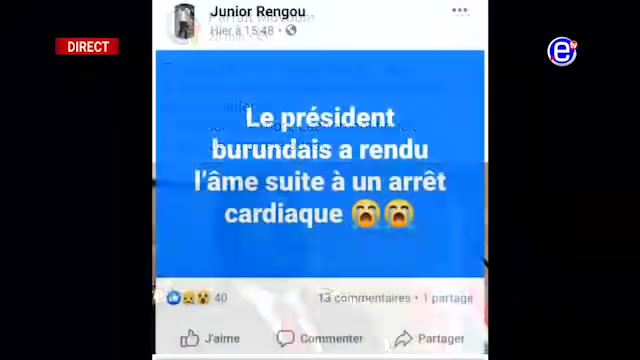 DIRECT
Junior Rengou
Hier à 15:48
e
Le président
burundais a rendu
l'âme suite à un arrêt
cardiaque 😭😭
40
13 commentaires • 1 partage
J'aime
Commenter
Partager